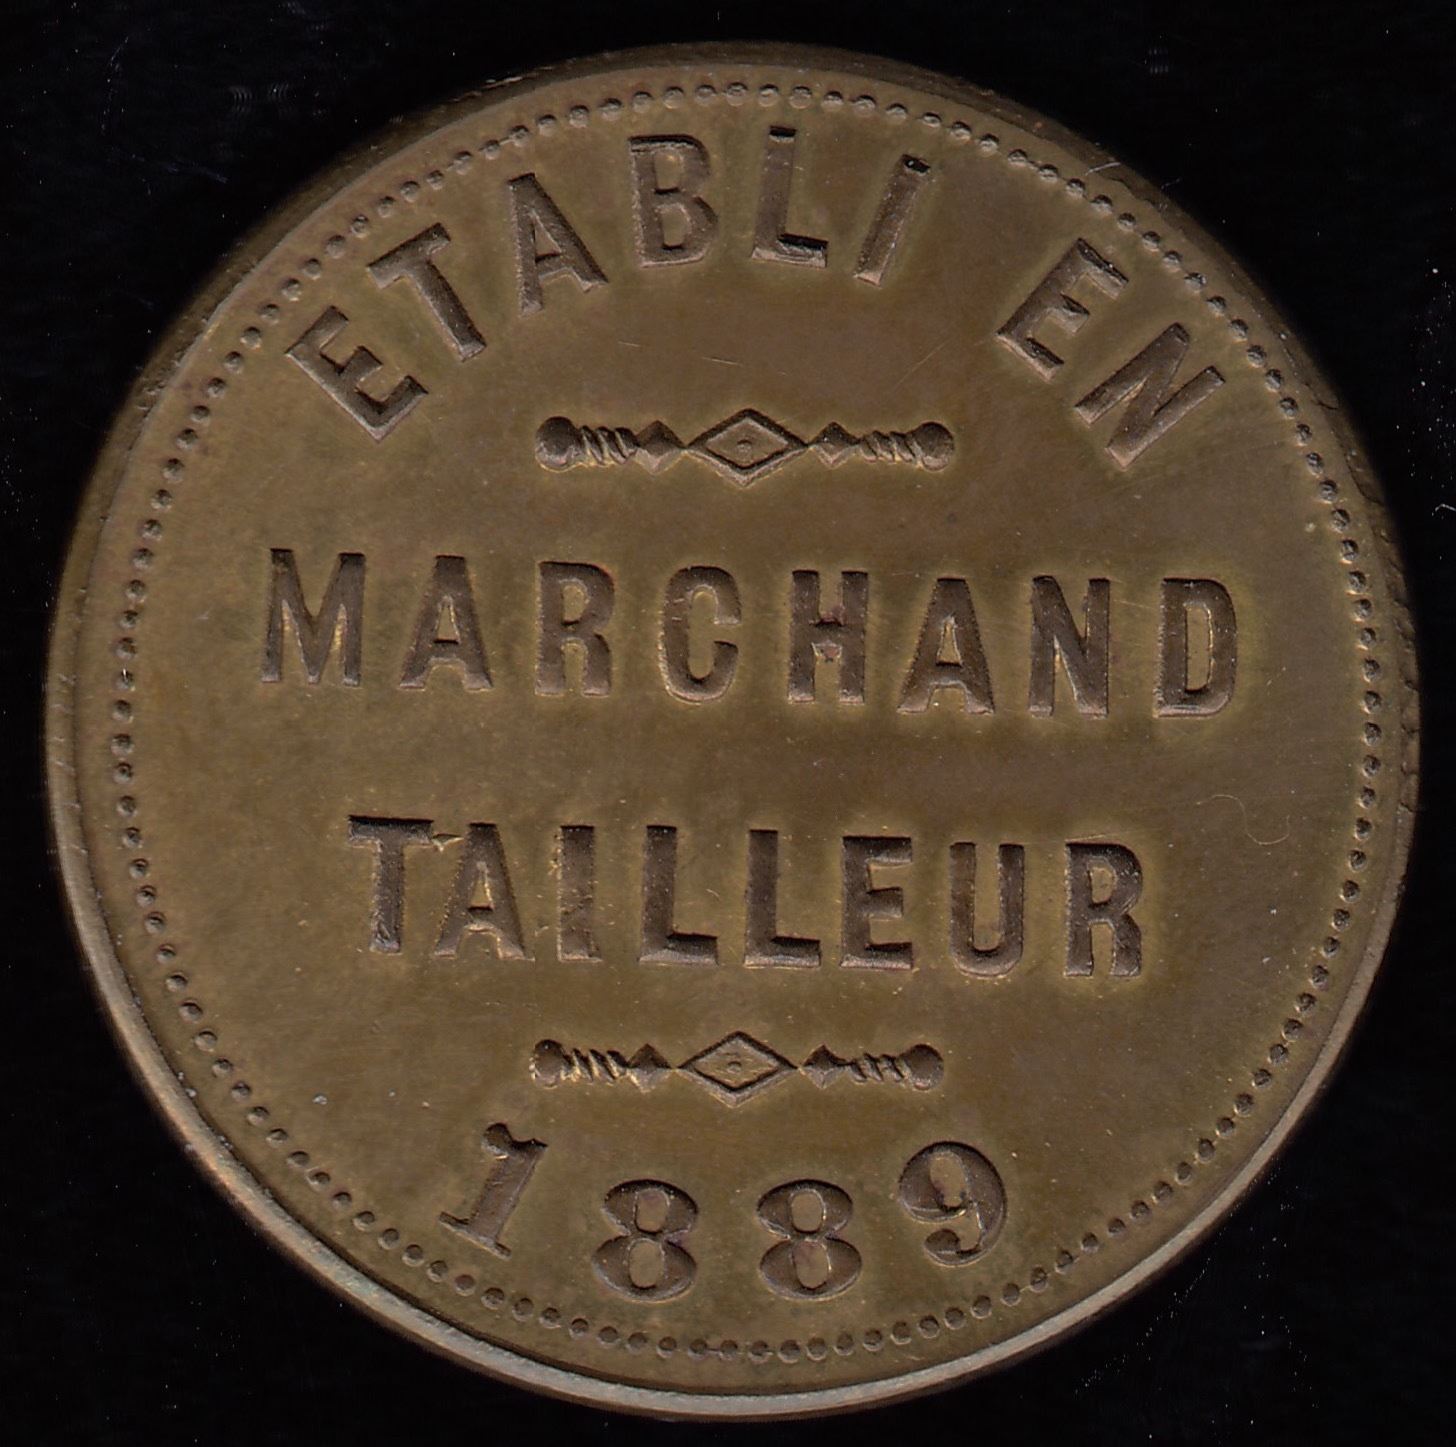 ETABLI EN
MARCHAND
TAILLEUR
1889